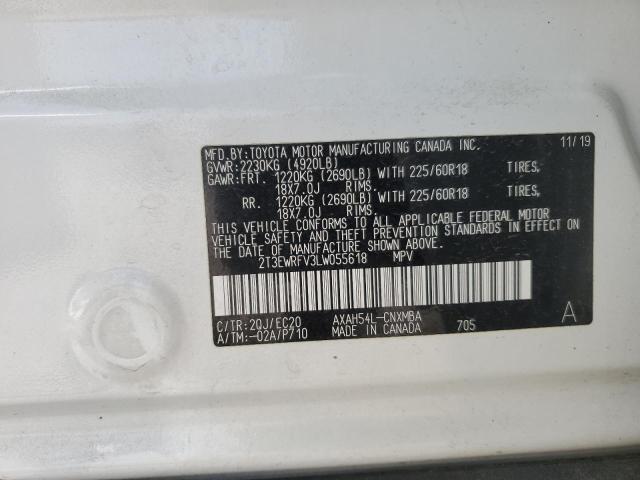 MFD.BY:TOYOTA MOTOR MANUFACTURING CANADA INC. 11/19
GVWR:2230KG (4920LB)
GAWR:FRT. 1220KG (2690LB) WITH 225/60R18 TIRES,
18X7.0J RIMS.
RR. 1220KG (2690LB) WITH 225/60R18 TIRES,
18X7.0J RIMS.
THIS VEHICLE CONFORMS TO ALL APPLICABLE FEDERAL MOTOR
VEHICLE SAFETY AND BUMPER STANDARDS IN EFFECT ON
THE DATE OF MANUFACTURE SHOWN ABOVE.
2T3EWRFV3LW055618 MPV
C/TR:2QJ/EC20 AXAH54L-CNXMBA
A/TM:-02A/P710 MADE IN CANADA 705 A